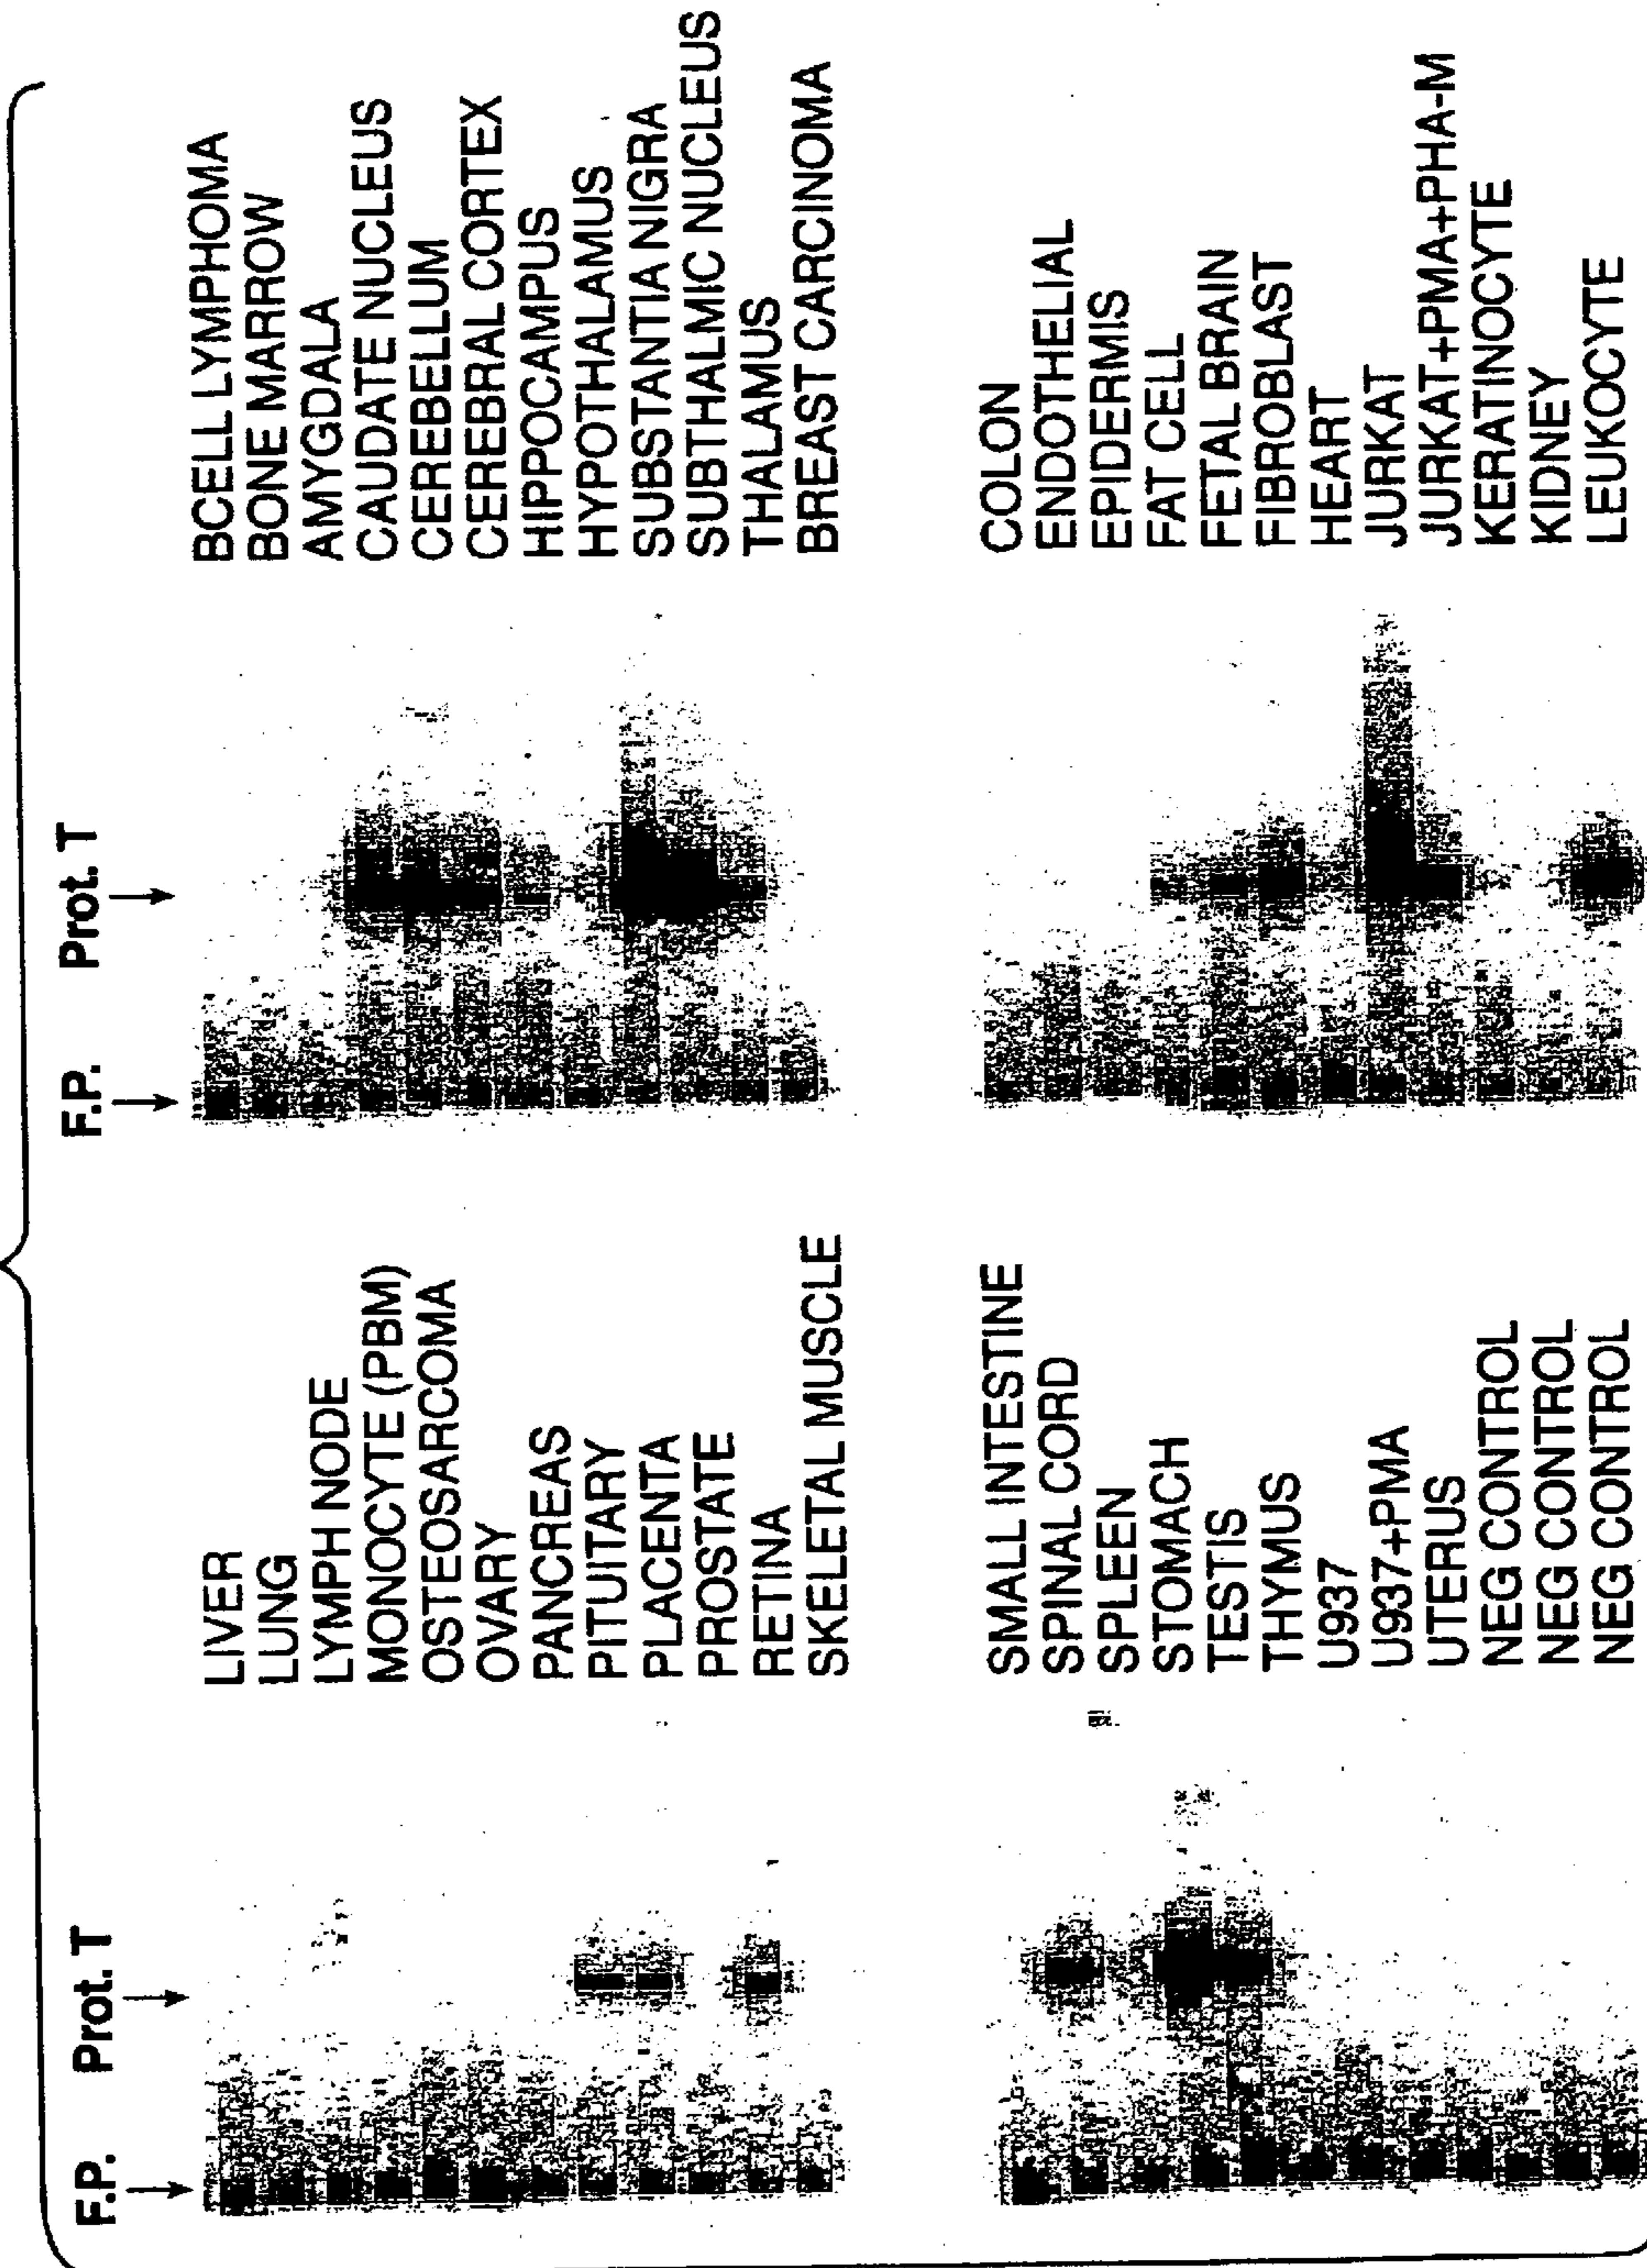 F.P.
Prot. T
BCELL LYMPHOMA
BONE MARROW
AMYGDALA
CAUDATE NUCLEUS
CEREBELLUM
CEREBRAL CORTEX
HIPPOCAMPUS
HYPOTHALAMUS
SUBSTANTIA NIGRA
SUBTHALMIC NUCLEUS
THALAMUS
BREAST CARCINOMA
COLON
ENDOTHELIAL
EPIDERMIS
FAT CELL
FETAL BRAIN
FIBROBLAST
HEART
JURKAT
JURKAT+PMA+PHA-M
KERATINOCYTE
KIDNEY
LEUKOCYTE
F.P.
Prot. T
LIVER
LUNG
LYMPH NODE
MONOCYTE (PBM)
OSTEOSARCOMA
OVARY
PANCREAS
PITUITARY
PLACENTA
PROSTATE
RETINA
SKELETAL MUSCLE
SMALL INTESTINE
SPINAL CORD
SPLEEN
STOMACH
TESTIS
THYMUS
U937
U937+PMA
UTERUS
NEG CONTROL
NEG CONTROL
NEG CONTROL